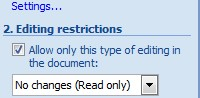 Settings...
2. Editing restrictions
Allow only this type of editing in
the document:
No changes (Read only)